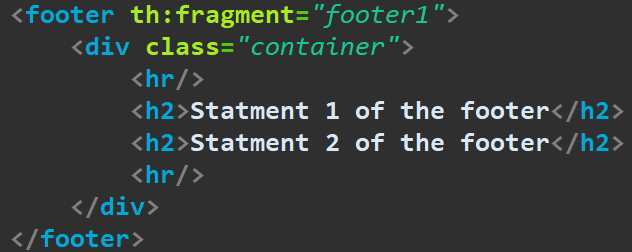 <footer th:fragment="footer1">
<div class="container">
<hr/>
<h2>Statment 1 of the footer</h2>
<h2>Statment 2 of the footer</h2>
<hr/>
</div>
</footer>